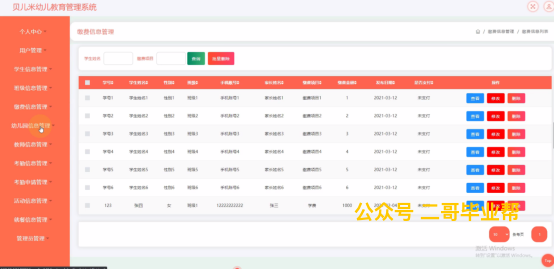 贝儿米幼儿教育管理系统
个人中心
用户管理
学生信息管理
班级信息管理
缴费信息管理
幼儿园信息管理
教师信息管理
考勤信息管理
考勤申请管理
活动信息管理
管理员管理
缴费信息管理
缴费信息管理 / 缴费信息列表
学生姓名 缴费项目 查询 批量删除
学号 学生姓名 性别 班级 手机账号 家长姓名 缴费项目 缴费金额 是否支付 操作
学号1 学生姓名1 性别1 班级1 手机账号1 家长姓名1 缴费项目1 1 2021-03-12 未支付 查看 修改 删除
学号2 学生姓名2 性别2 班级2 手机账号2 家长姓名2 缴费项目2 2 2021-03-12 未支付 查看 修改 删除
学号3 学生姓名3 性别3 班级3 手机账号3 家长姓名3 缴费项目3 3 2021-03-12 未支付 查看 修改 删除
学号4 学生姓名4 性别4 班级4 手机账号4 家长姓名4 缴费项目4 4 2021-03-12 未支付 查看 修改 删除
学号5 学生姓名5 性别5 班级5 手机账号5 家长姓名5 缴费项目5 5 2021-03-12 未支付 查看 修改 删除
学号6 学生姓名6 性别6 班级6 手机账号6 家长姓名6 缴费项目6 6 2021-03-12 未支付 查看 修改 删除
123 女 班级1 12222222222 张三 学费 1000 2021-03-04 查看 修改 删除
公众号 二哥毕业帮
10 条每页 1
激活 Windows